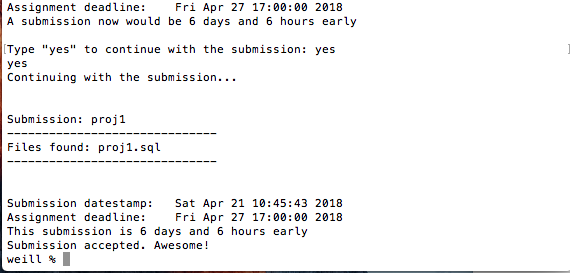 Assignment deadline:    Fri Apr 27 17:00:00 2018
A submission now would be 6 days and 6 hours early
[Type "yes" to continue with the submission: yes ]
yes
Continuing with the submission...
Submission: proj1
------------------------------
Files found: proj1.sql
------------------------------
Submission datestamp:   Sat Apr 21 10:45:43 2018
Assignment deadline:    Fri Apr 27 17:00:00 2018
This submission is 6 days and 6 hours early
Submission accepted. Awesome!
weill %